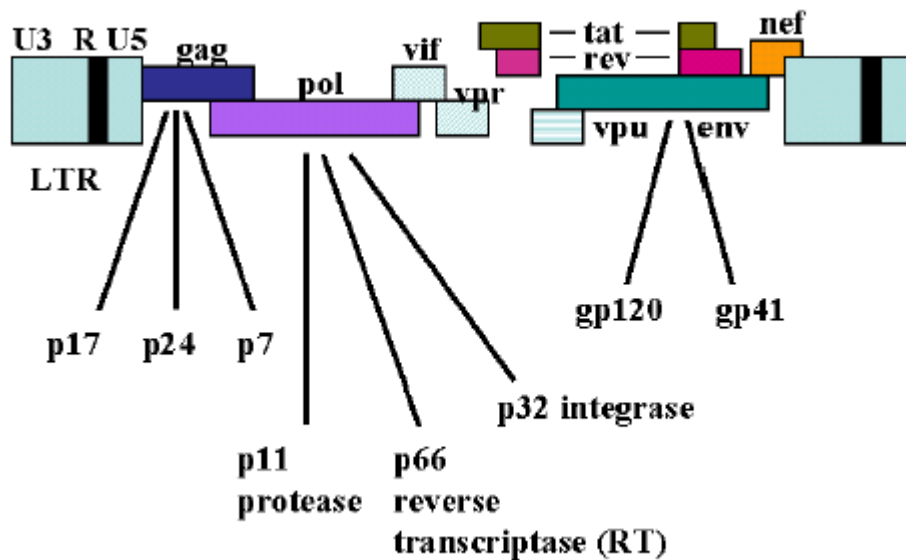 U3 R U5
gag
pol
vif
vpr
tat
rev
nef
vpu
env
LTR
p17
p24
p7
gp120
gp41
p32 integrase
p11
protease
p66
reverse
transcriptase (RT)